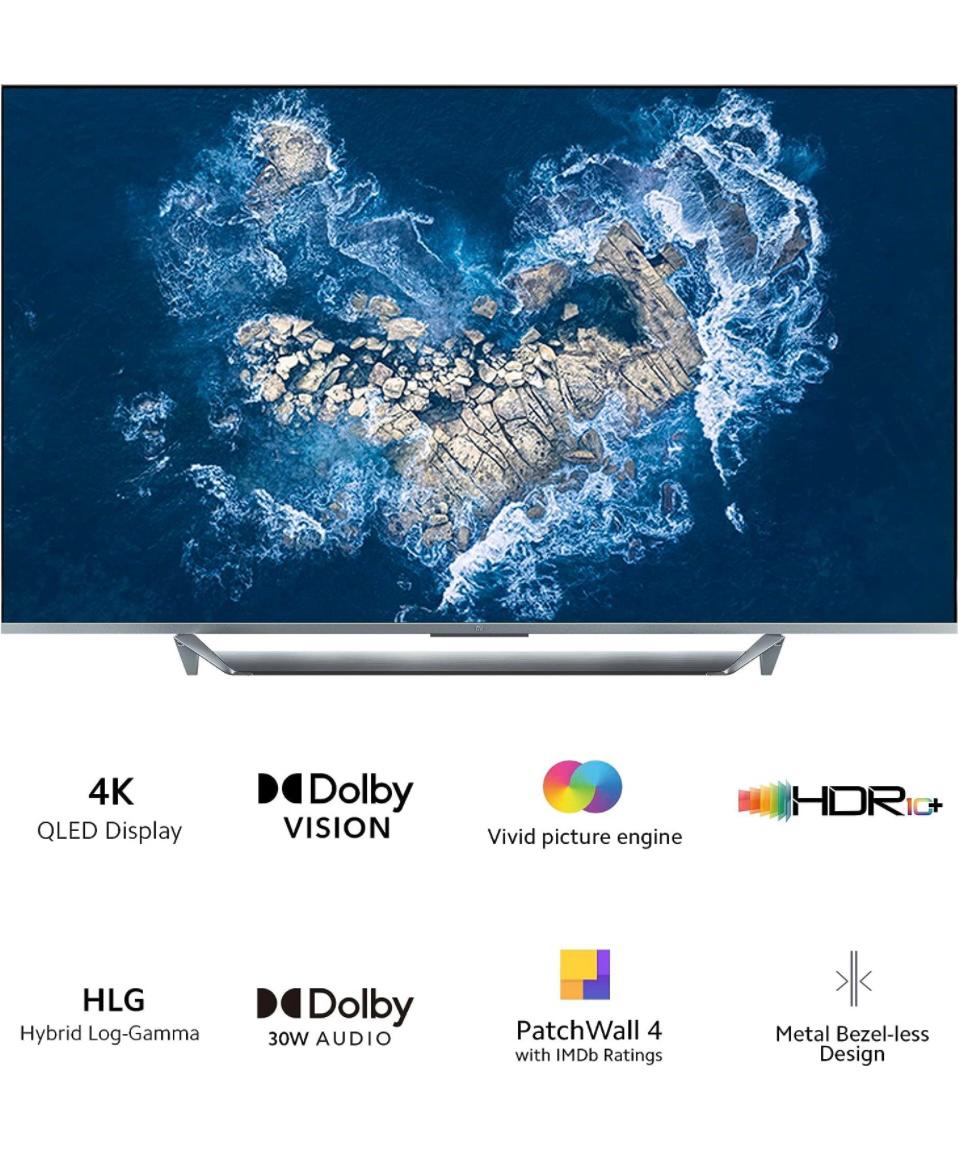 4K
QLED Display
Dolby
VISION
Vivid picture engine
HDR10+
HLG
Hybrid Log-Gamma
Dolby
30W AUDIO
PatchWall 4
with IMDb Ratings
Metal Bezel-less
Design